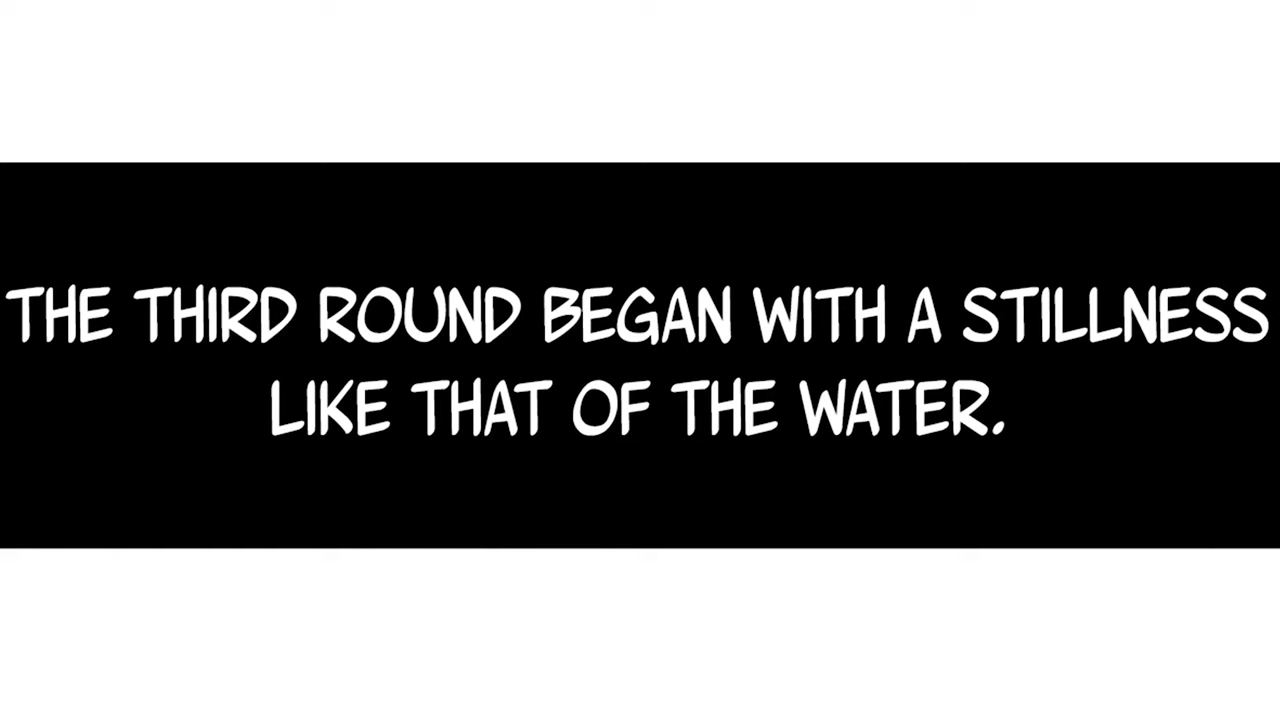 THE THIRD ROUND BEGAN WITH A STILLNESS
LIKE THAT OF THE WATER.